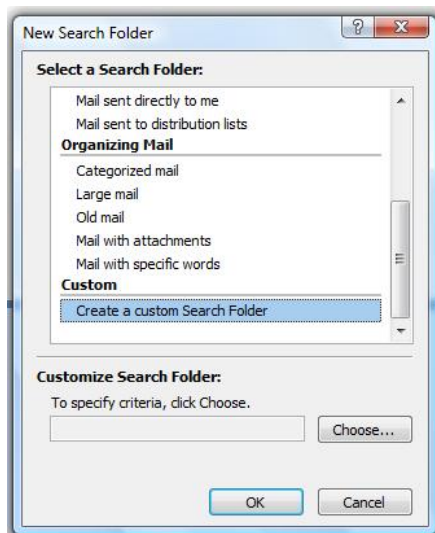 New Search Folder
Select a Search Folder:
Mail sent directly to me
Mail sent to distribution lists
Organizing Mail
Categorized mail
Large mail
Old mail
Mail with attachments
Mail with specific words
Custom
Create a custom Search Folder
Customize Search Folder:
To specify criteria, click Choose.
Choose...
OK Cancel